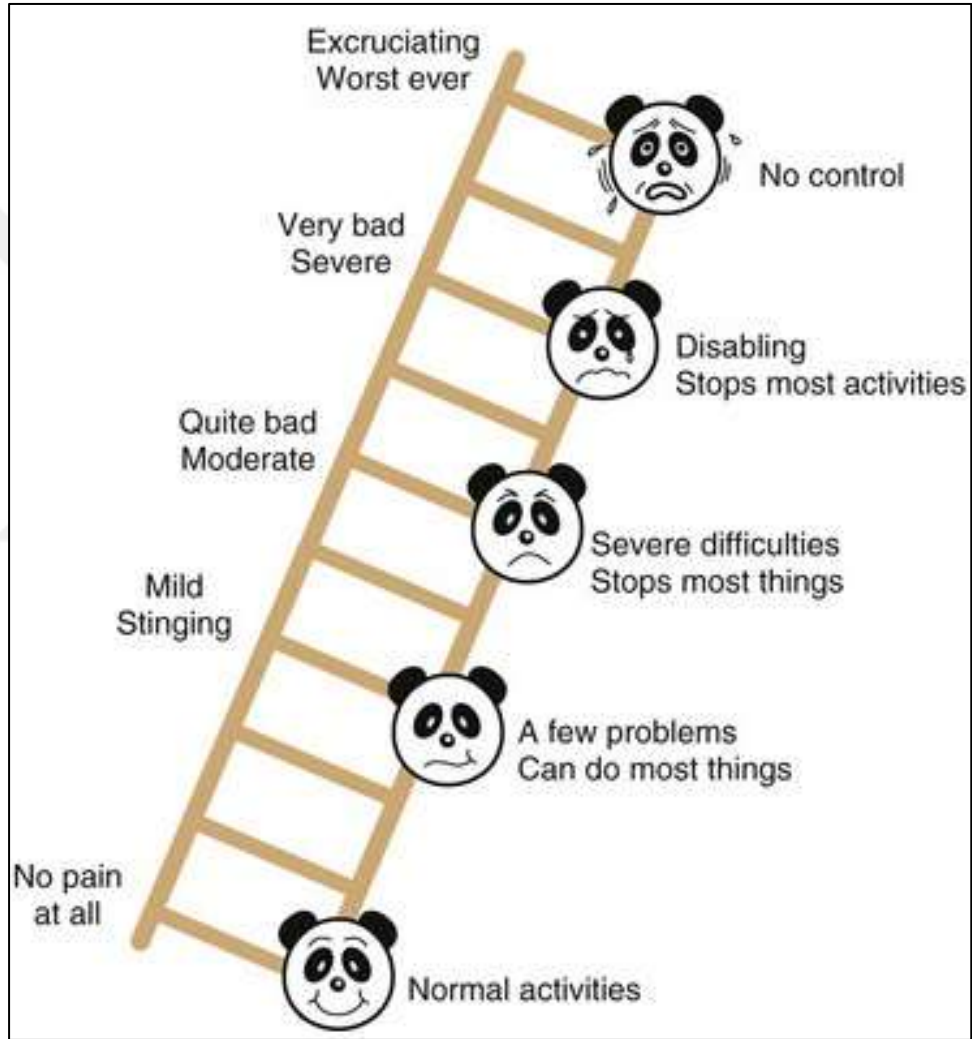 Excruciating
Worst ever
No control
Very bad
Severe
Disabling
Stops most activities
Quite bad
Moderate
Severe difficulties
Stops most things
Mild
Stinging
A few problems
Can do most things
No pain
at all
Normal activities